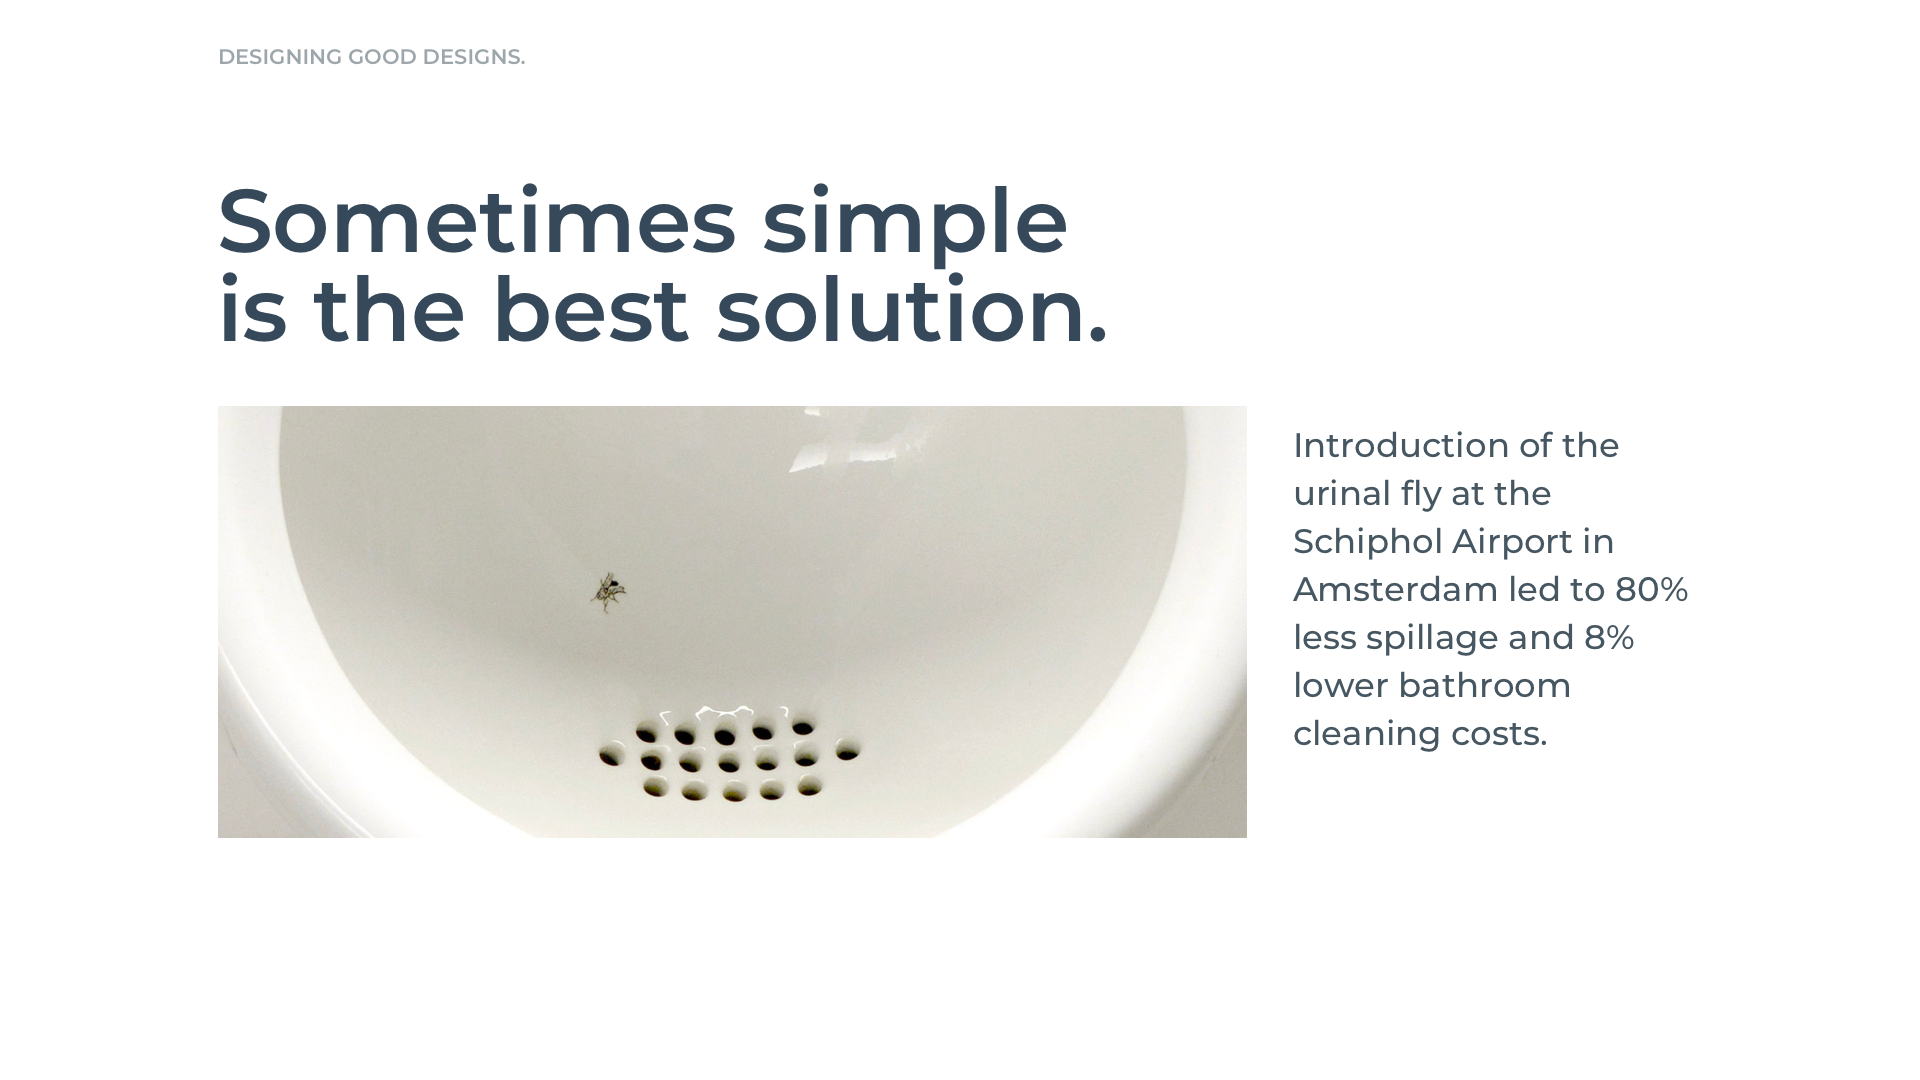 DESIGNING GOOD DESIGNS.
Sometimes simple
is the best solution.
Introduction of the
urinal fly at the
Schiphol Airport in
Amsterdam led to 80%
less spillage and 8%
lower bathroom
cleaning costs.